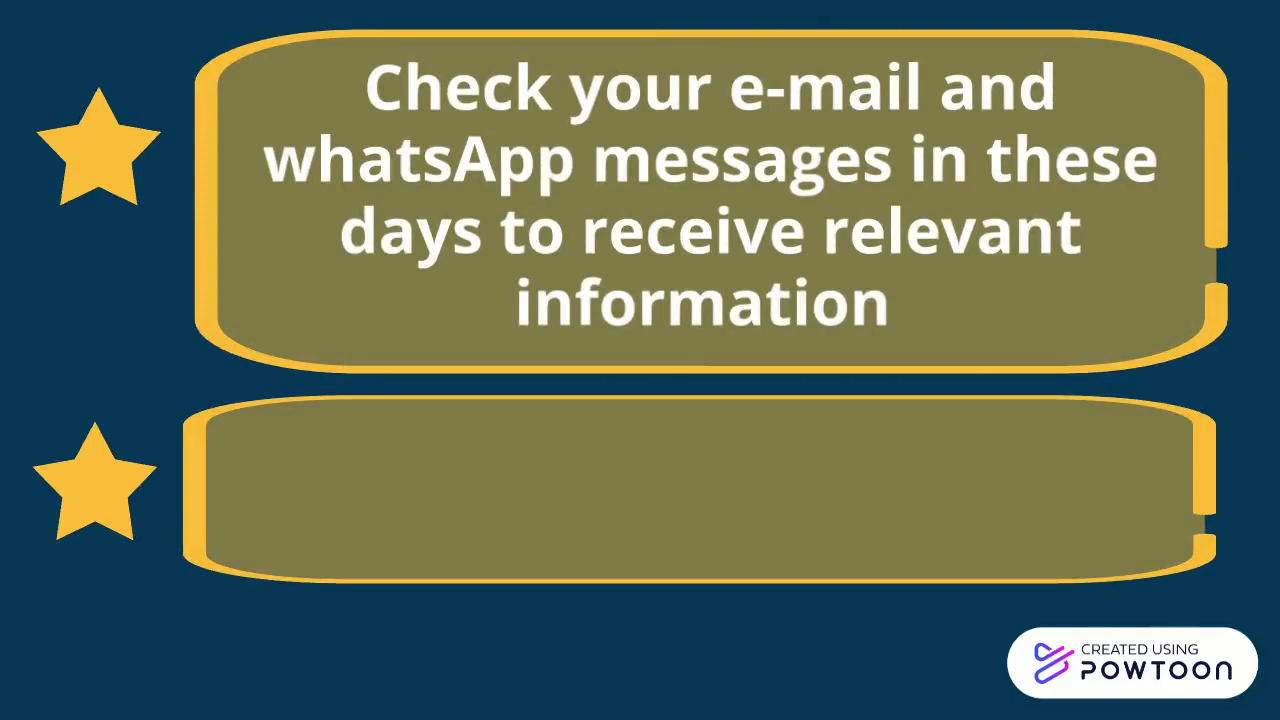 Check your e-mail and
whatsApp messages in these
days to receive relevant
information
CREATED USING
POWTOON